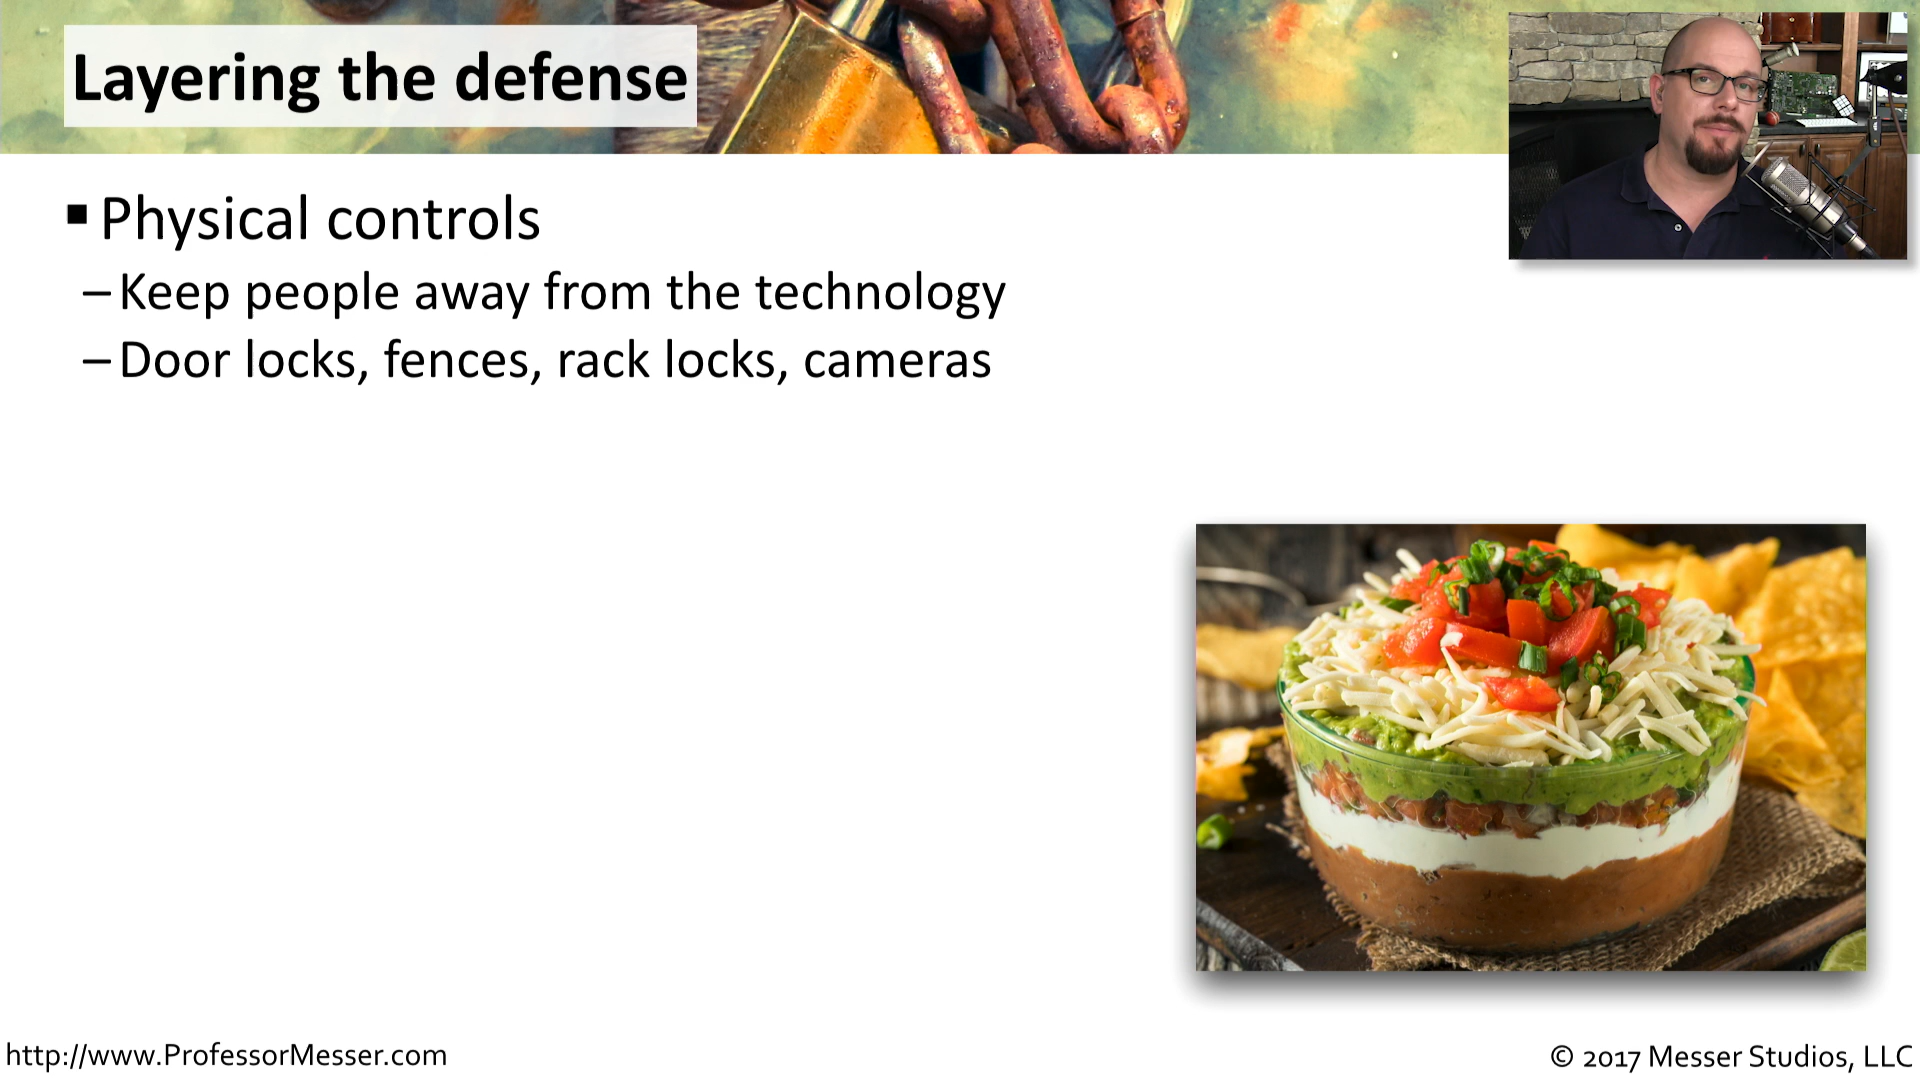 Layering the defense
▪ Physical controls
– Keep people away from the technology
– Door locks, fences, rack locks, cameras
http://www.ProfessorMesser.com
© 2017 Messer Studios, LLC